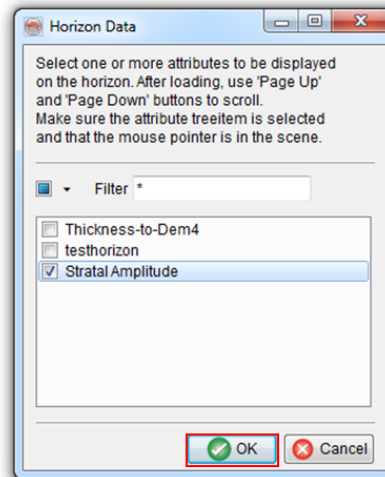 Horizon Data
Select one or more attributes to be displayed
on the horizon. After loading, use 'Page Up'
and 'Page Down' buttons to scroll.
Make sure the attribute treeitem is selected
and that the mouse pointer is in the scene.
Filter *
Thickness-to-Dem4
testhorizon
Stratal Amplitude
OK Cancel